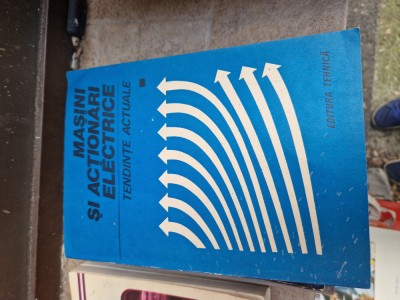 MAȘINI
ȘI ACȚIONĂRI
ELECTRICE
TENDINȚE ACTUALE
EDITURA TEHNICĂ